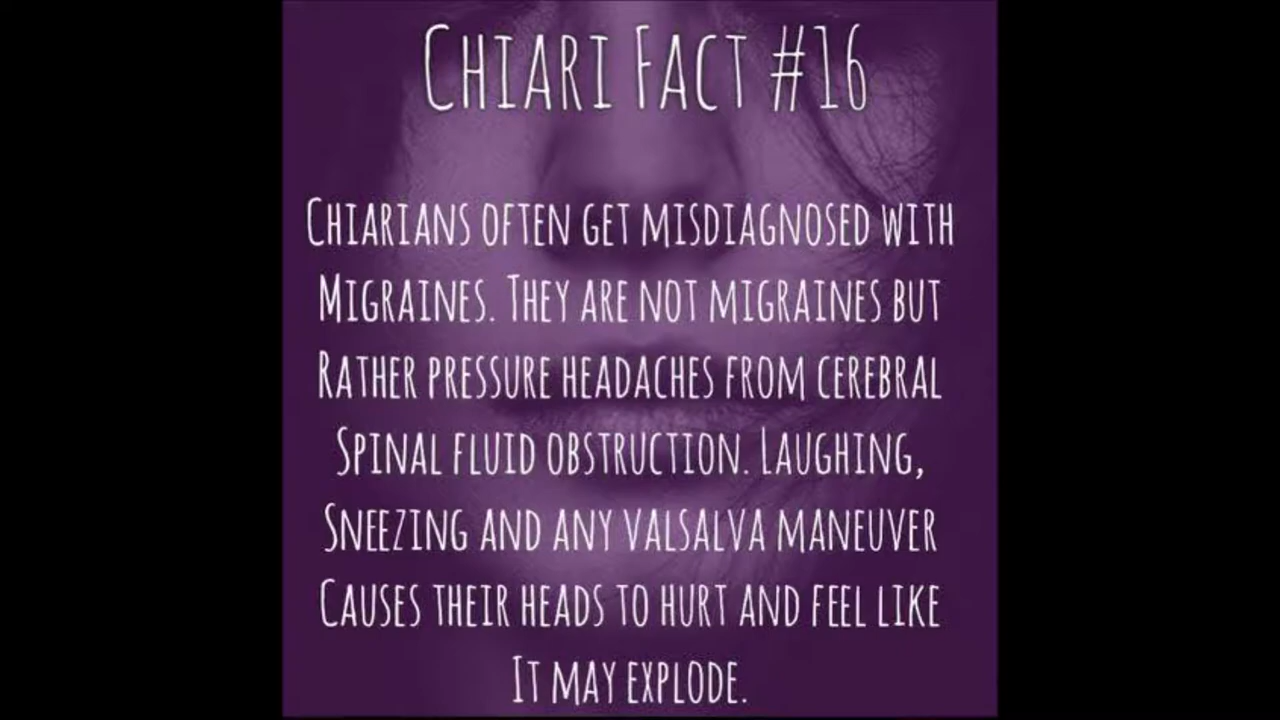 Chiari Fact #16
Chiarians often get misdiagnosed with
Migraines. They are not migraines but
Rather pressure headaches from cerebral
Spinal fluid obstruction. Laughing,
Sneezing and any valsalva maneuver
Causes their heads to hurt and feel like
It may explode.